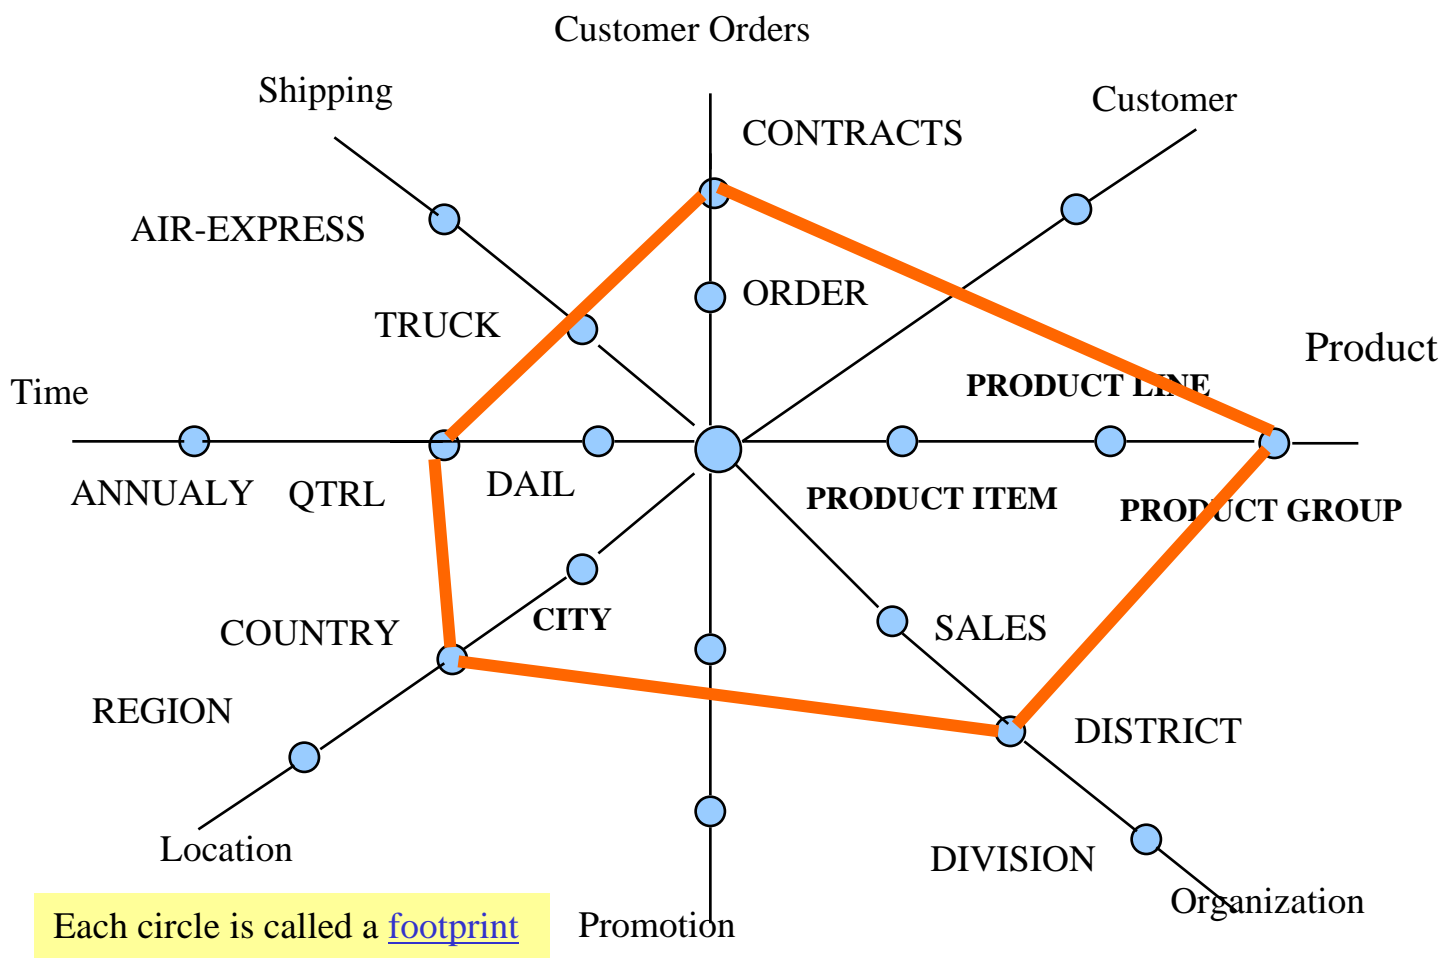 Customer Orders
Shipping
Customer
CONTRACTS
AIR-EXPRESS
ORDER
TRUCK
Product
Time
PRODUCT LINE
ANNUALY
QTRL
DAIL
PRODUCT ITEM
PRODUCT GROUP
CITY
COUNTRY
SALES
REGION
DISTRICT
Location
DIVISION
Organization
Each circle is called a footprint
Promotion